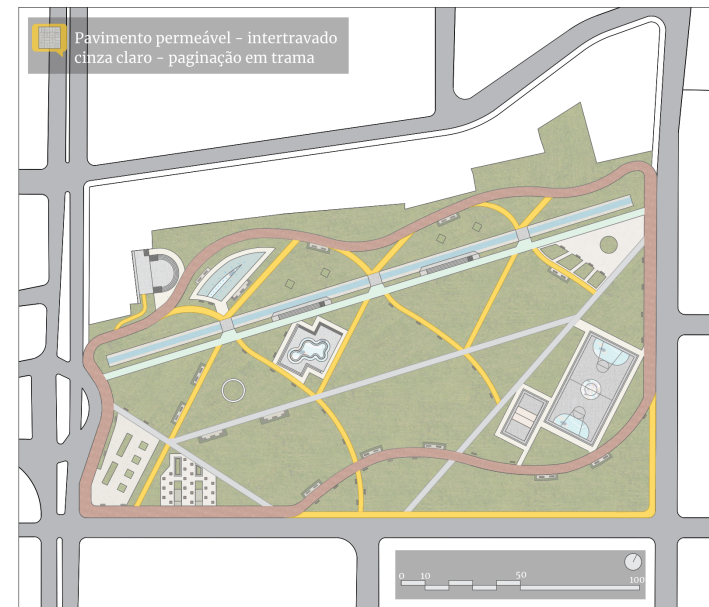 Pavimento permeável - intertravado
cinza claro - paginação em trama
0 10 50 100